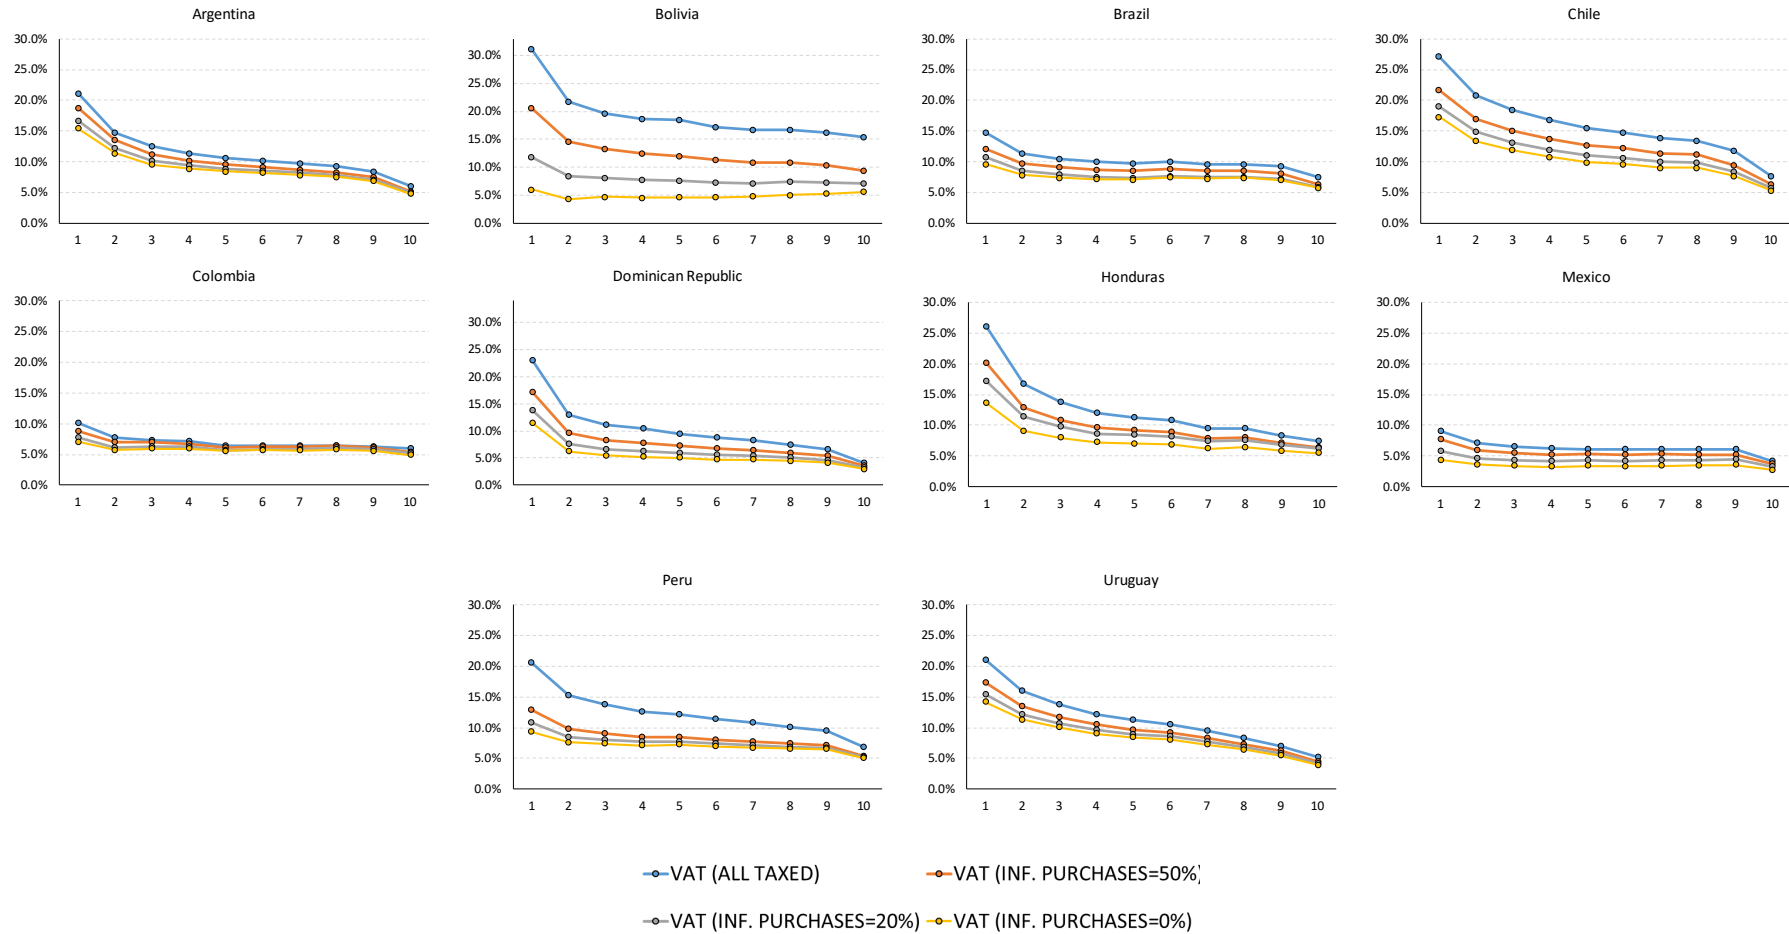 Argentina
30.0%
25.0%
20.0%
15.0%
10.0%
5.0%
0.0%
1 2 3 4 5 6 7 8 9 10
Bolivia
30.0%
25.0%
20.0%
15.0%
10.0%
5.0%
0.0%
1 2 3 4 5 6 7 8 9 10
Brazil
30.0%
25.0%
20.0%
15.0%
10.0%
5.0%
0.0%
1 2 3 4 5 6 7 8 9 10
Chile
30.0%
25.0%
20.0%
15.0%
10.0%
5.0%
0.0%
1 2 3 4 5 6 7 8 9 10
Colombia
30.0%
25.0%
20.0%
15.0%
10.0%
5.0%
0.0%
1 2 3 4 5 6 7 8 9 10
Dominican Republic
30.0%
25.0%
20.0%
15.0%
10.0%
5.0%
0.0%
1 2 3 4 5 6 7 8 9 10
Honduras
30.0%
25.0%
20.0%
15.0%
10.0%
5.0%
0.0%
1 2 3 4 5 6 7 8 9 10
Mexico
30.0%
25.0%
20.0%
15.0%
10.0%
5.0%
0.0%
1 2 3 4 5 6 7 8 9 10
Peru
30.0%
25.0%
20.0%
15.0%
10.0%
5.0%
0.0%
1 2 3 4 5 6 7 8 9 10
Uruguay
30.0%
25.0%
20.0%
15.0%
10.0%
5.0%
0.0%
1 2 3 4 5 6 7 8 9 10
VAT (ALL TAXED)
VAT (INF. PURCHASES=50%)
VAT (INF. PURCHASES=20%)
VAT (INF. PURCHASES=0%)